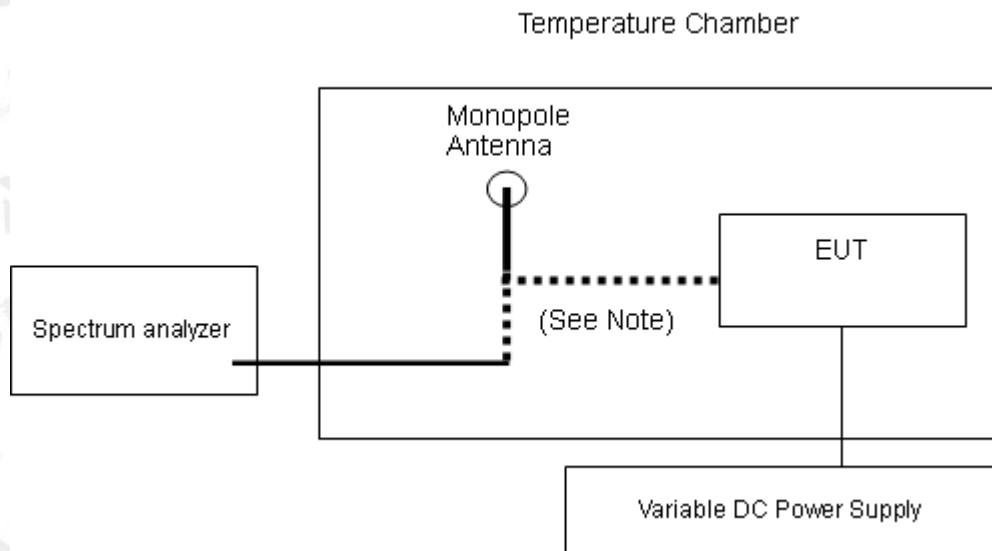 Temperature Chamber
Monopole
Antenna
EUT
Spectrum analyzer
(See Note)
Variable DC Power Supply